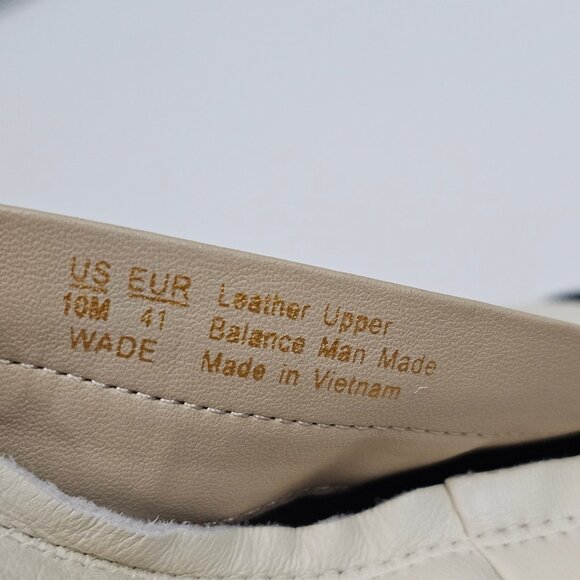 US EUR
10M 41
WADE
Leather Upper
Balance Man Made
Made in Vietnam